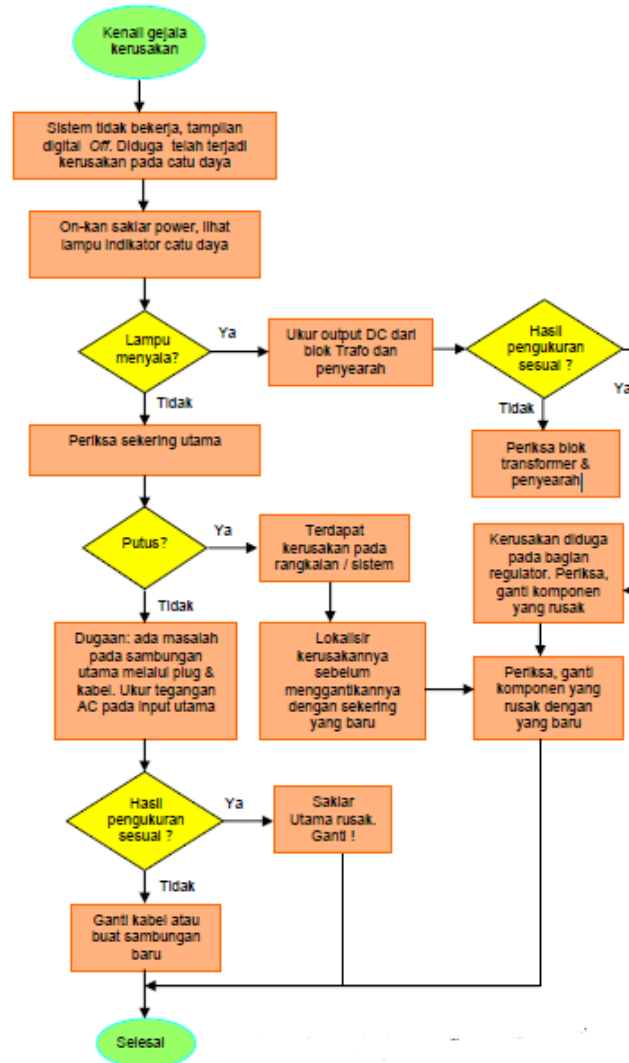 Kenali gejala
kerusakan
Sistem tidak bekerja, tampilan
digital Off. Diduga telah terjadi
kerusakan pada catu daya
On-kan saklar power, lihat
lampu indikator catu daya
Lampu
menyala?
Ya
Tidak
Ukur output DC dari
blok Trafo dan
penyearah
Hasil
pengukuran
sesuai ?
Ya
Tidak
Periksa blok
transformer &
penyearah
Periksa sekering utama
Putus?
Ya
Tidak
Terdapat
kerusakan pada
rangkaian / sistem
Kerusakan diduga
pada bagian
regulator. Periksa,
ganti komponen
yang rusak
Dugaan: ada masalah
pada sambungan
utama melalui plug &
kabel. Ukur tegangan
AC pada input utama
Lokalisir
kerusakannya
sebelum
menggantikannya
dengan sekering
yang baru
Periksa, ganti
komponen yang
rusak dengan
yang baru
Hasil
pengukuran
sesuai ?
Ya
Tidak
Saklar
Utama rusak.
Ganti !
Ganti kabel atau
buat sambungan
baru
Selesai